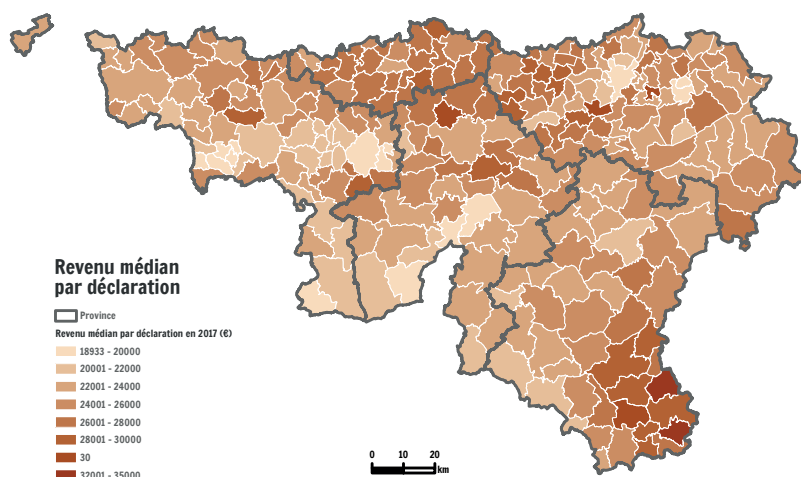 Revenu médian
par déclaration
Province
Revenu médian par déclaration en 2017 (€)
18933 - 20000
20001 - 22000
22001 - 24000
24001 - 26000
26001 - 28000
28001 - 30000
30
32001 - 35000
0 10 20
km